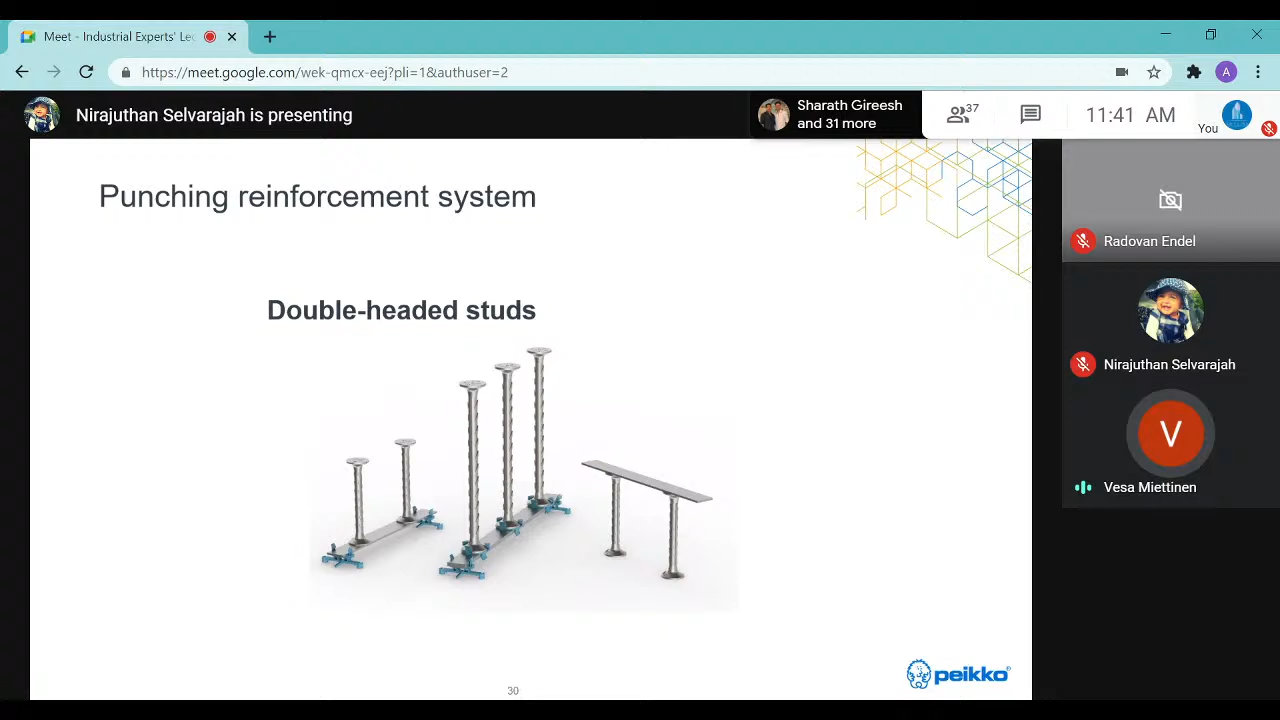 Meet - Industrial Experts' Le
https://meet.google.com/wek-qmcx-eej?pli=1&authuser=2
A
Nirajuthan Selvarajah is presenting
Sharath Gireesh
and 31 more
37
11:41 AM
You
Punching reinforcement system
Double-headed studs
peikko
30
Radovan Endel
Nirajuthan Selvarajah
V
Vesa Miettinen